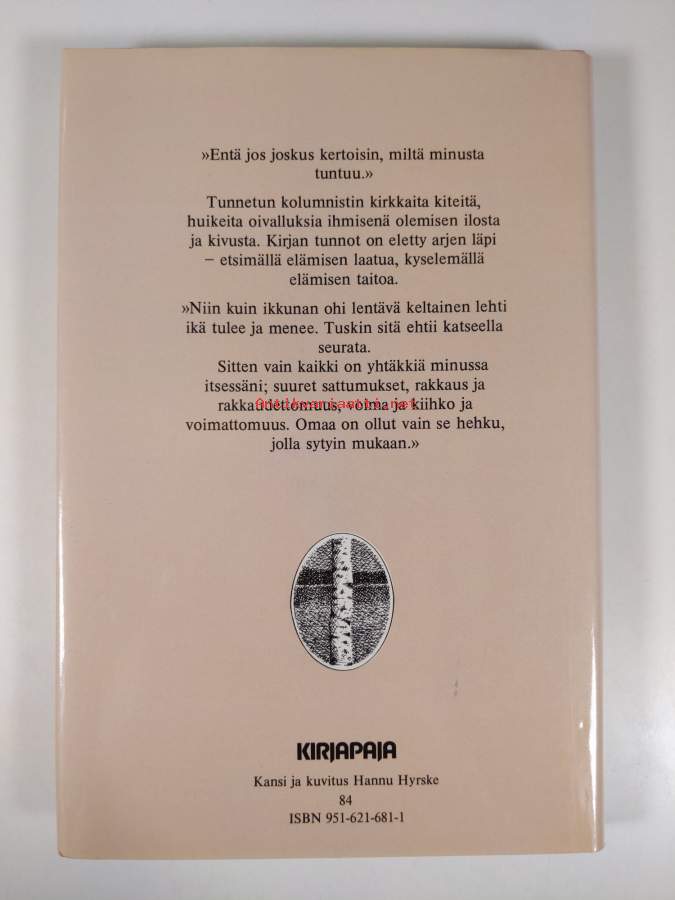 »Entä jos joskus kertoisin, miltä minusta
tuntuu.»
Tunnetun kolumnistin kirkkaita kiteitä,
huikeita oivalluksia ihmisenä olemisen ilosta
ja kivusta. Kirjan tunnot on eletty arjen läpi
– etsimällä elämisen laatua, kyselemällä
elämisen taitoa.
»Niin kuin ikkunan ohi lentävä keltainen lehti
ikä tulee ja menee. Tuskin sitä ehtii katseella
seurata.
Sitten vain kaikki on yhtäkkiä minussa
itsessäni; suuret sattumukset, rakkaus ja
rakkaudettomuus, voima ja kiihko ja
Antikvariaatti.net
voimattomuus. Omaa on ollut vain se hehku,
jolla sytyin mukaan.»
KIRJAPAJA
Kansi ja kuvitus Hannu Hyrske
84
ISBN 951-621-681-1